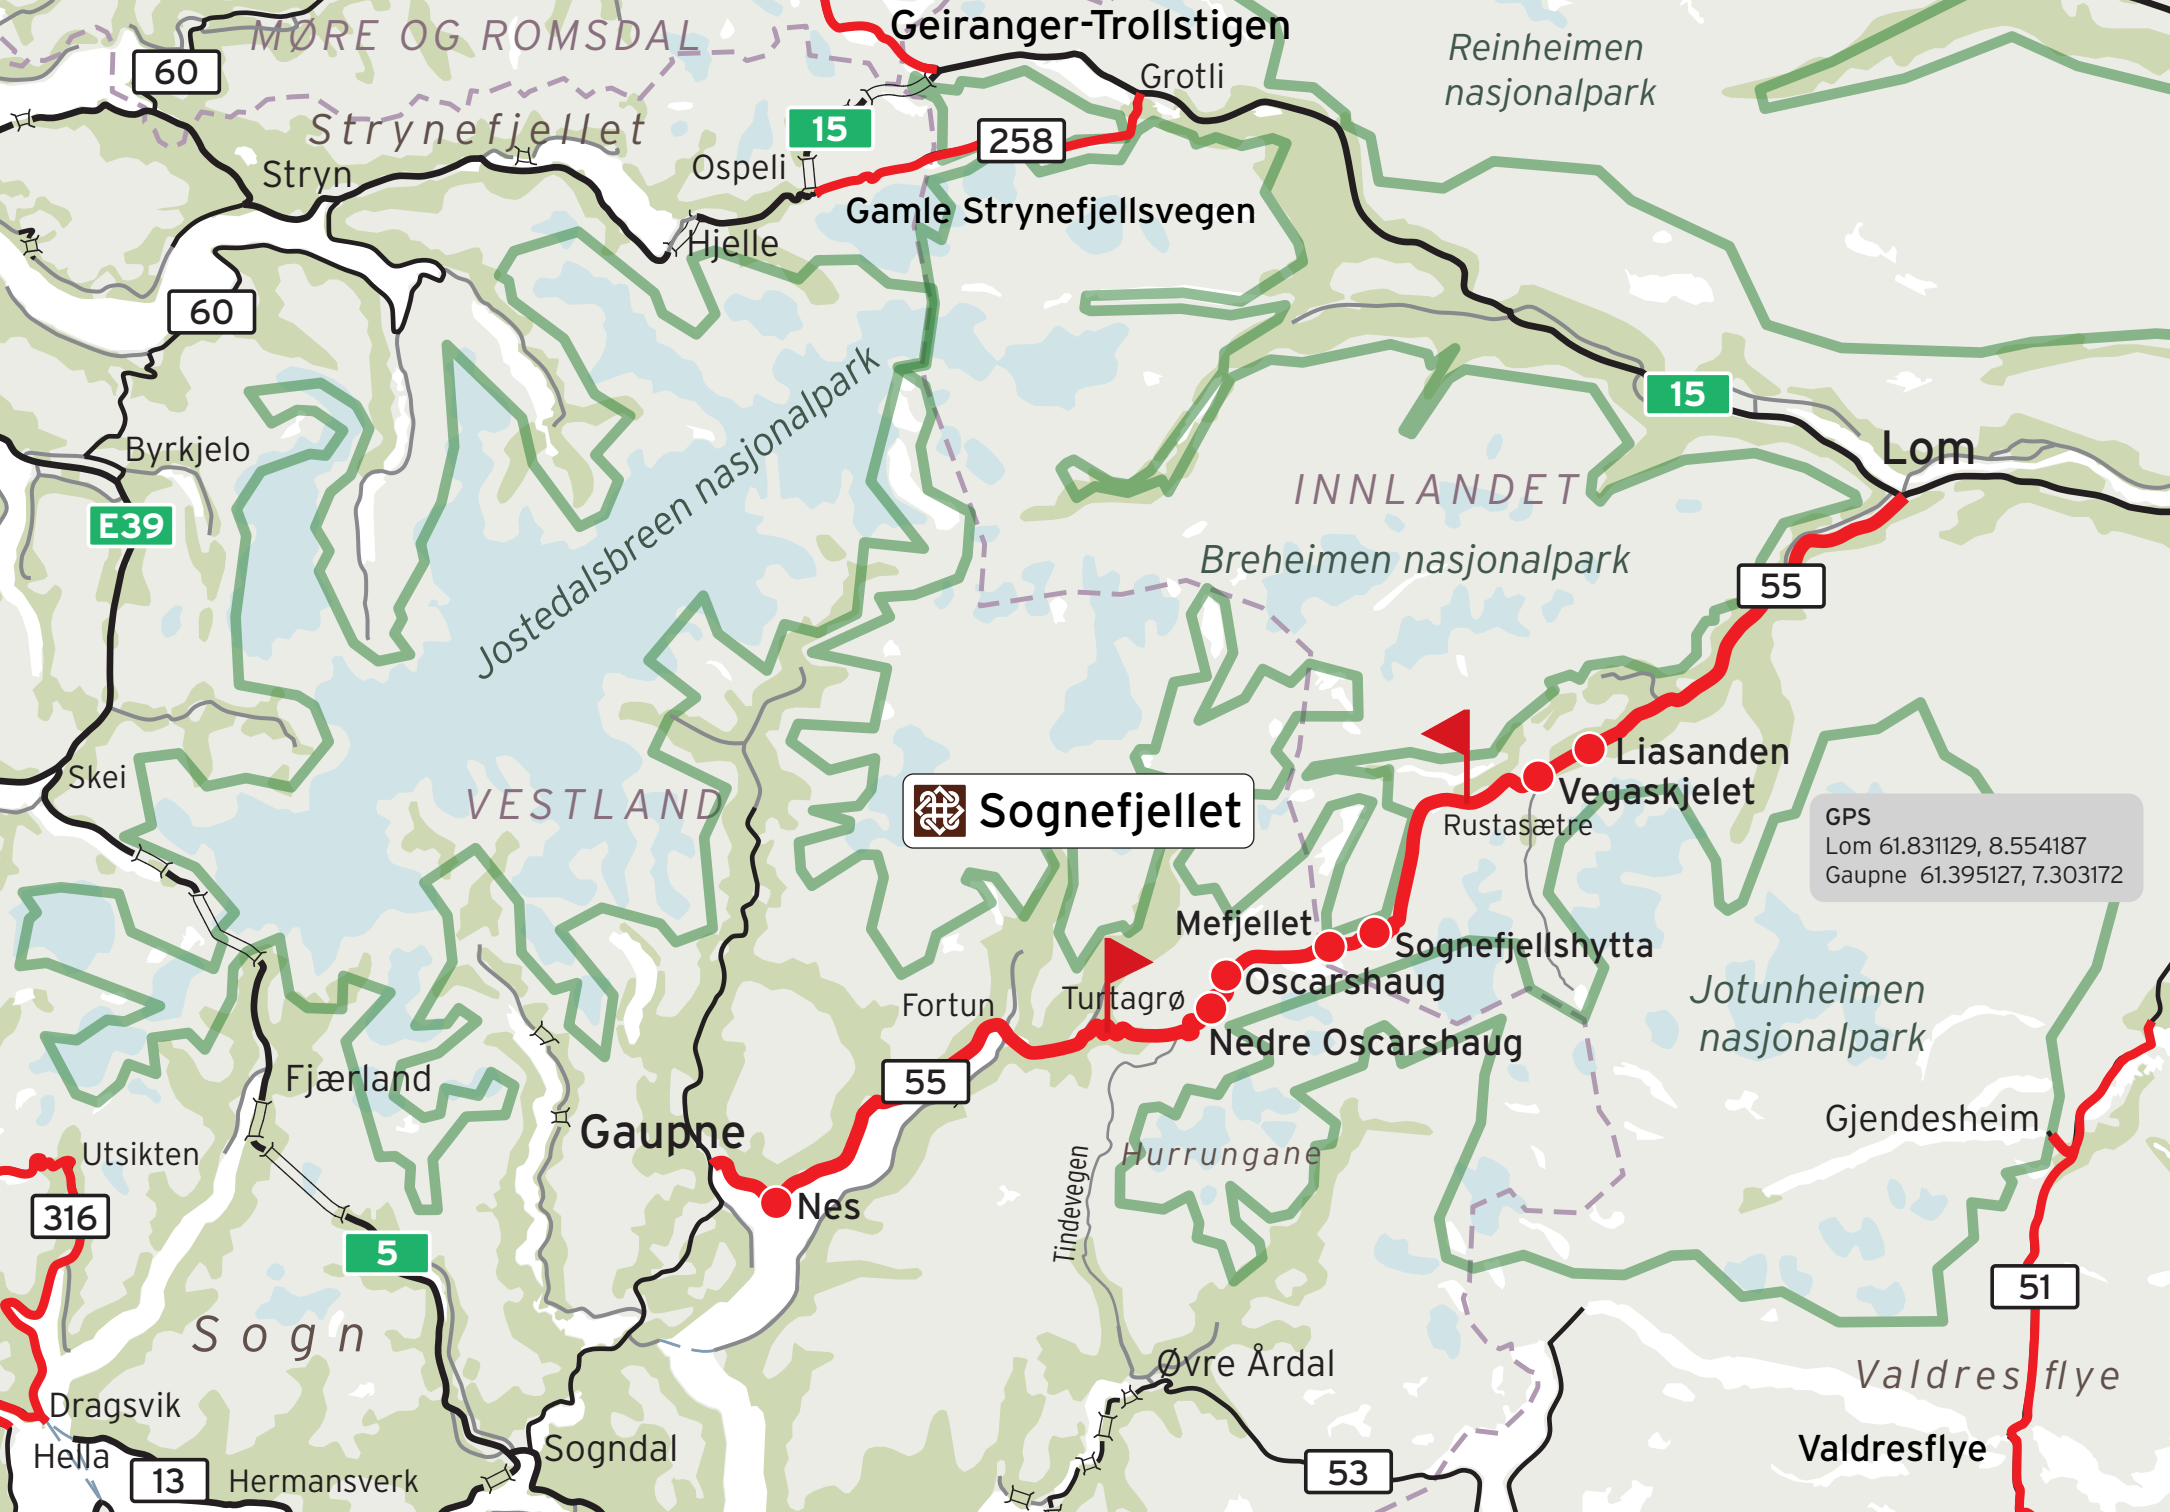 Geiranger-Trollstigen
MØRE OG ROMSDAL
Reinheimen
nasjonalpark
60
Grotli
Strynefjellet
15
258
Ospeli
Stryn
Gamle Strynefjellsvegen
Hjelle
60
Jostedalsbreen nasjonalpark
15
Lom
Byrkjelo
INNLANDET
E39
Breheimen nasjonalpark
55
Skei
VESTLAND
Sognefjellet
Liasanden
Vegaskjelet
Rustasætre
GPS
Lom 61.831129, 8.554187
Gaupne 61.395127, 7.303172
Mefjellet
Sognefjellshytta
Oscarshaug
Fortun
Turtagrø
Nedre Oscarshaug
Jotunheimen
nasjonalpark
Fjærland
55
Gaupne
Gjendesheim
Utsikten
Hurrungane
Tindevegen
Nes
316
5
51
Sogn
Øvre Årdal
Valdresflye
Dragsvik
Hella
Sogndal
Valdresflye
13
Hermansverk
53